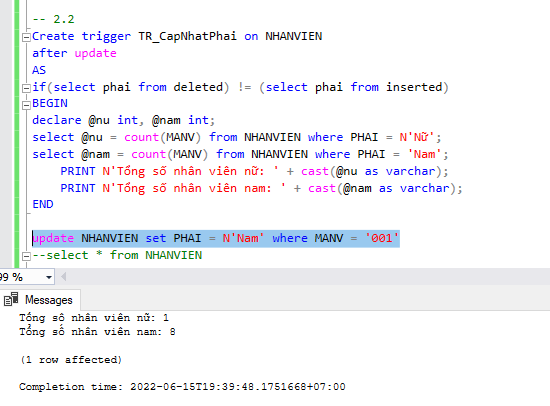 -- 2.2
Create trigger TR_CapNhatPhai on NHANVIEN
after update
AS
if(select phai from deleted) != (select phai from inserted)
BEGIN
declare @nu int, @nam int;
select @nu = count(MANV) from NHANVIEN where PHAI = N'Nữ';
select @nam = count(MANV) from NHANVIEN where PHAI = 'Nam';
PRINT N'Tổng số nhân viên nữ: ' + cast(@nu as varchar);
PRINT N'Tổng số nhân viên nam: ' + cast(@nam as varchar);
END
update NHANVIEN set PHAI = N'Nam' where MANV = '001'
--select * from NHANVIEN
99 %
Messages
Tổng số nhân viên nữ: 1
Tổng số nhân viên nam: 8
(1 row affected)
Completion time: 2022-06-15T19:39:48.1751668+07:00